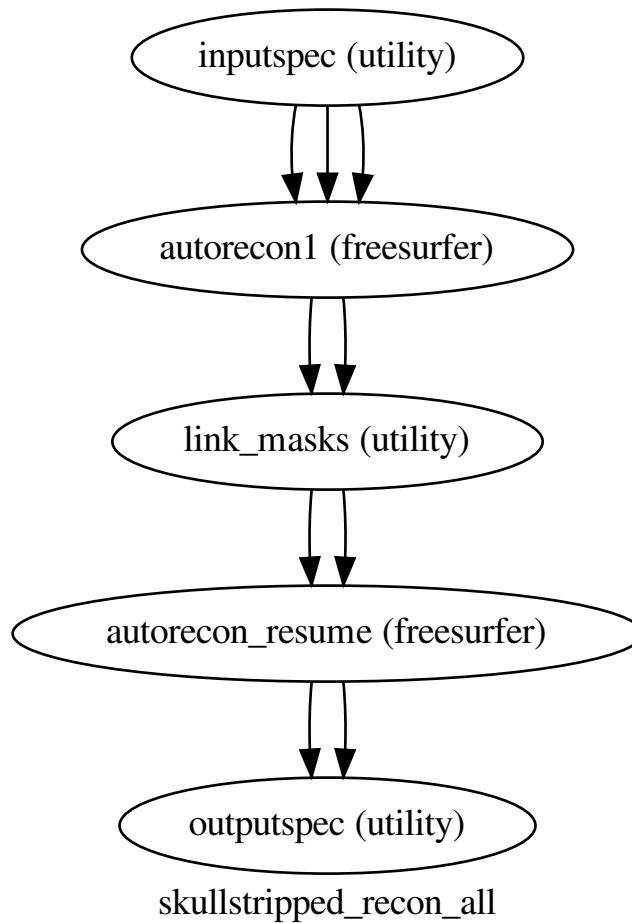 inputspec (utility)
autorecon1 (freesurfer)
link_masks (utility)
autorecon_resume (freesurfer)
outputspec (utility)
skullstripped_recon_all